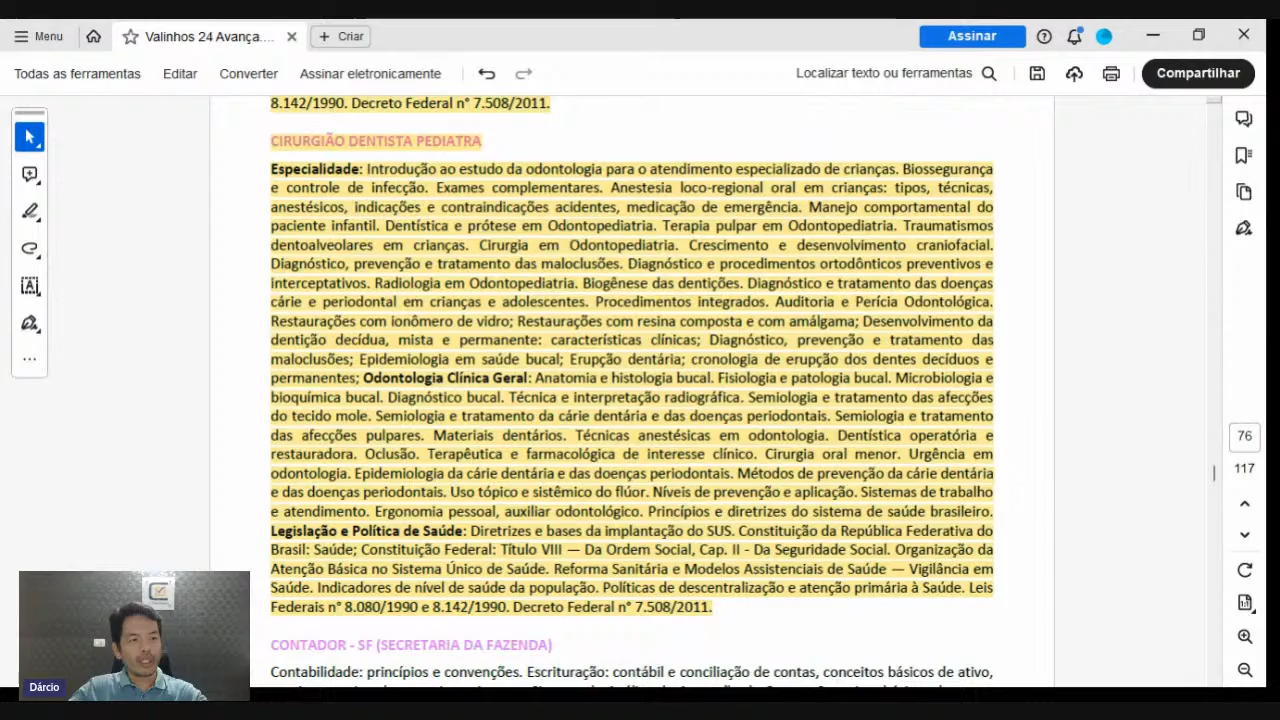 Menu
Valinhos 24 Avança....
Criar
Assinar
Todas as ferramentas
Editar
Converter
Assinar eletronicamente
Localizar texto ou ferramentas
Compartilhar
8.142/1990. Decreto Federal n° 7.508/2011.
CIRURGIÃO DENTISTA PEDIATRA
Especialidade: Introdução ao estudo da odontologia para o atendimento especializado de crianças. Biossegurança
e controle de infecção. Exames complementares. Anestesia loco-regional oral em crianças: tipos, técnicas,
anestésicos, indicações e contraindicações acidentes, medicação de emergência. Manejo comportamental do
paciente infantil. Dentística e prótese em Odontopediatria. Terapia pulpar em Odontopediatria. Traumatismos
dentoalveolares em crianças. Cirurgia em Odontopediatria. Crescimento e desenvolvimento craniofacial.
Diagnóstico, prevenção e tratamento das maloclusões. Diagnóstico e procedimentos ortodônticos preventivos e
interceptativos. Radiologia em Odontopediatria. Biogênese das dentições. Diagnóstico e tratamento das doenças
cárie e periodontal em crianças e adolescentes. Procedimentos integrados. Auditoria e Perícia Odontológica.
Restaurações com ionômero de vidro; Restaurações com resina composta e com amálgama; Desenvolvimento da
dentição decídua, mista e permanente: características clínicas; Diagnóstico, prevenção e tratamento das
maloclusões; Epidemiologia em saúde bucal; Erupção dentária; cronologia de erupção dos dentes decíduos e
permanentes; Odontologia Clínica Geral: Anatomia e histologia bucal. Fisiologia e patologia bucal. Microbiologia e
bioquímica bucal. Diagnóstico bucal. Técnica e interpretação radiográfica. Semiologia e tratamento das afecções
do tecido mole. Semiologia e tratamento da cárie dentária e das doenças periodontais. Semiologia e tratamento
das afecções pulpares. Materiais dentários. Técnicas anestésicas em odontologia. Dentística operatória e
restauradora. Oclusão. Terapêutica e farmacológica de interesse clínico. Cirurgia oral menor. Urgência em
odontologia. Epidemiologia da cárie dentária e das doenças periodontais. Métodos de prevenção da cárie dentária
e das doenças periodontais. Uso tópico e sistêmico do flúor. Níveis de prevenção e aplicação. Sistemas de trabalho
e atendimento. Ergonomia pessoal, auxiliar odontológico. Princípios e diretrizes do sistema de saúde brasileiro.
Legislação e Política de Saúde: Diretrizes e bases da implantação do SUS. Constituição da República Federativa do
Brasil: Saúde; Constituição Federal: Título VIII — Da Ordem Social, Cap. II - Da Seguridade Social. Organização da
Atenção Básica no Sistema Único de Saúde. Reforma Sanitária e Modelos Assistenciais de Saúde — Vigilância em
Saúde. Indicadores de nível de saúde da população. Políticas de descentralização e atenção primária à Saúde. Leis
Federais n° 8.080/1990 e 8.142/1990. Decreto Federal n° 7.508/2011.
CONTADOR - SF (SECRETARIA DA FAZENDA)
Contabilidade: princípios e convenções. Escrituração: contábil e conciliação de contas, conceitos básicos de ativo,
76
117
Dárcio